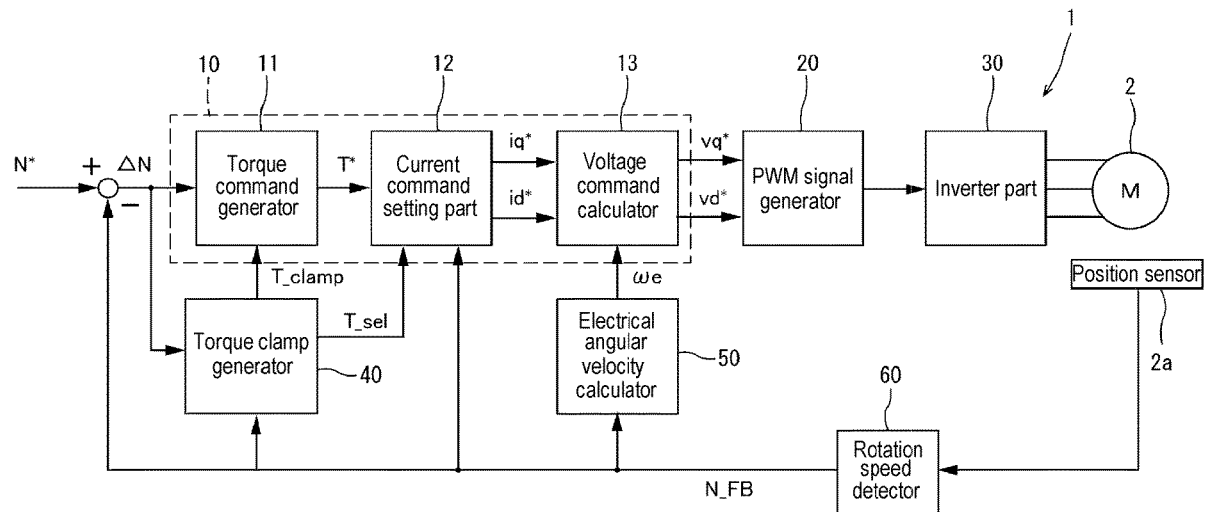 1
10
11
12
13
20
30
2
N*
+
−
ΔN
Torque
command
generator
T*
Current
command
setting part
iq*
id*
Voltage
command
calculator
vq*
vd*
PWM signal
generator
Inverter part
M
T_clamp
ωe
Position sensor
T_sel
Torque clamp
generator
40
Electrical
angular
velocity
calculator
50
2a
60
Rotation
speed
detector
N_FB